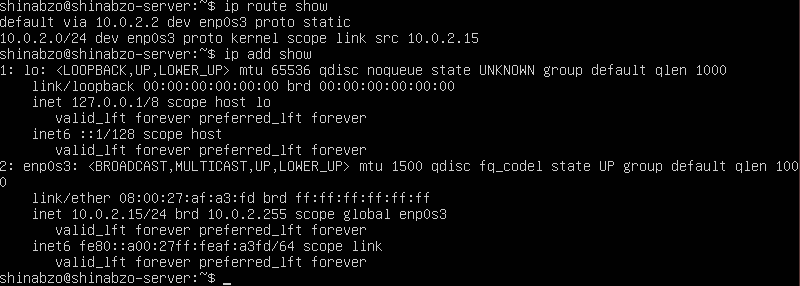 shinabzo@shinabzo-server:~$ ip route show
default via 10.0.2.2 dev enp0s3 proto static
10.0.2.0/24 dev enp0s3 proto kernel scope link src 10.0.2.15
shinabzo@shinabzo-server:~$ ip add show
1: lo: <LOOPBACK,UP,LOWER_UP> mtu 65536 qdisc noqueue state UNKNOWN group default qlen 1000
    link/loopback 00:00:00:00:00:00 brd 00:00:00:00:00:00
    inet 127.0.0.1/8 scope host lo
       valid_lft forever preferred_lft forever
    inet6 ::1/128 scope host
       valid_lft forever preferred_lft forever
2: enp0s3: <BROADCAST,MULTICAST,UP,LOWER_UP> mtu 1500 qdisc fq_codel state UP group default qlen 100
0
    link/ether 08:00:27:af:a3:fd brd ff:ff:ff:ff:ff:ff
    inet 10.0.2.15/24 brd 10.0.2.255 scope global enp0s3
       valid_lft forever preferred_lft forever
    inet6 fe80::a00:27ff:feaf:a3fd/64 scope link
       valid_lft forever preferred_lft forever
shinabzo@shinabzo-server:~$ _